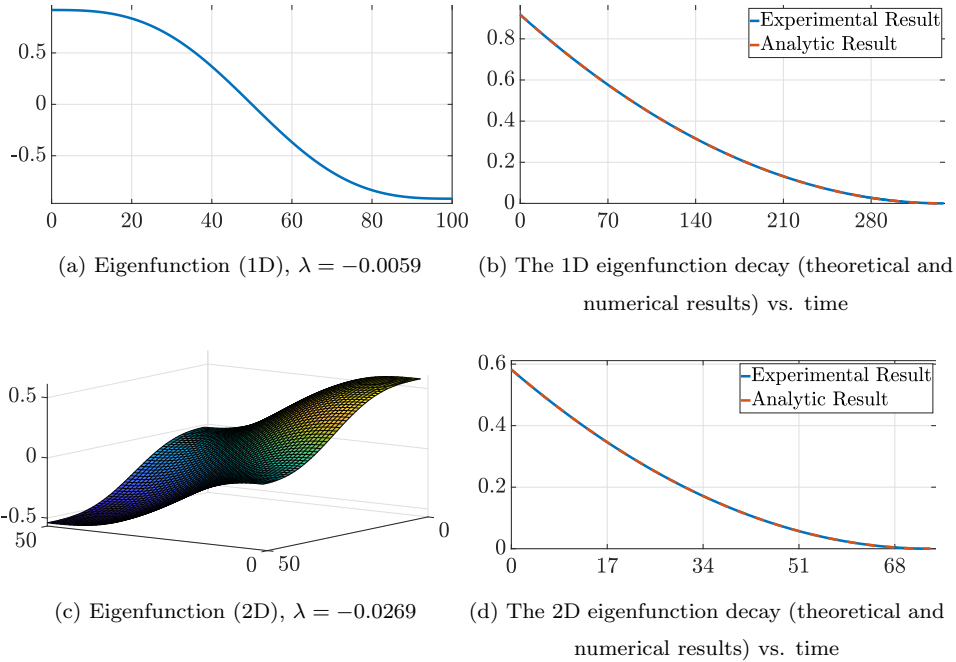 0.5
0
-0.5
0 20 40 60 80 100
(a) Eigenfunction (1D), λ = −0.0059
0.8
0.6
0.4
0.2
0
0 70 140 210 280
Experimental Result
Analytic Result
(b) The 1D eigenfunction decay (theoretical and
numerical results) vs. time
0.5
0
-0.5
50
0 50
0
(c) Eigenfunction (2D), λ = −0.0269
0.6
0.4
0.2
0
0 17 34 51 68
Experimental Result
Analytic Result
(d) The 2D eigenfunction decay (theoretical and
numerical results) vs. time